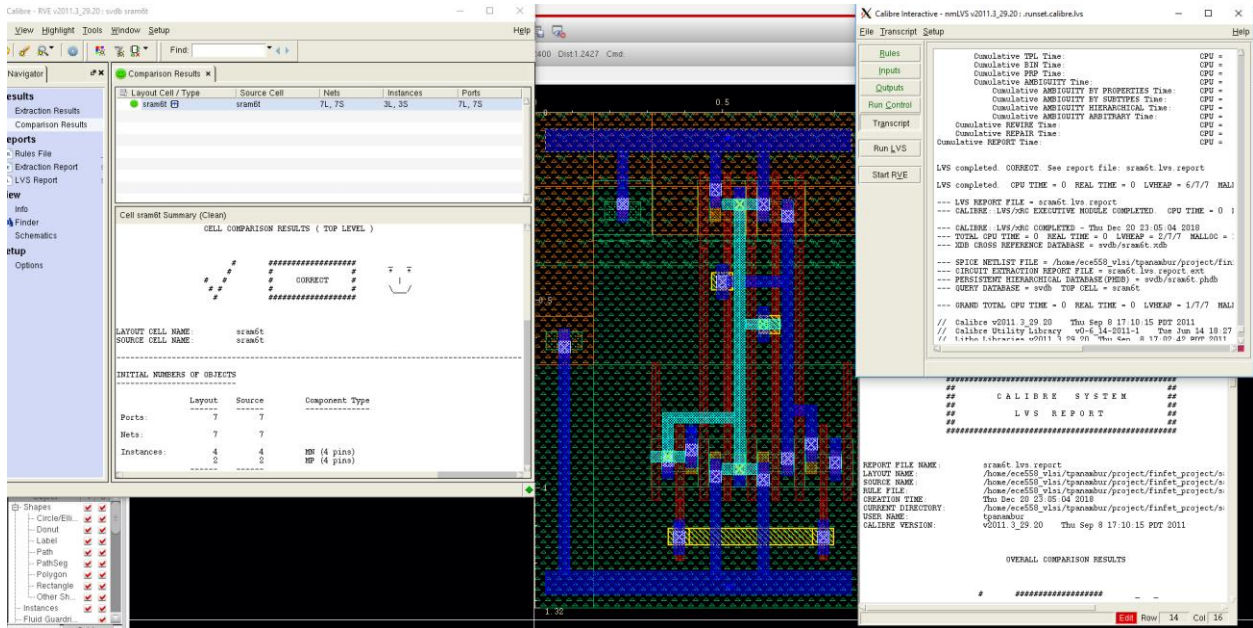 Calibre - RVE v2011.3_29.20 : svdb sram6t
View Highlight Tools Window Setup Help
Find:
Navigator
Results
Extraction Results
Comparison Results
Reports
Rules File
Extraction Report
LVS Report
View
Info
Finder
Schematics
Setup
Options
Comparison Results
Layout Cell / Type Source Cell Nets Instances Ports
sram6t sram6t 7L, 7S 3L, 3S 7L, 7S
Cell sram6t Summary (Clean)
CELL COMPARISON RESULTS ( TOP LEVEL )
# ###################
# # #
# # # CORRECT #
# # # #
# ###################
LAYOUT CELL NAME: sram6t
SOURCE CELL NAME: sram6t
INITIAL NUMBERS OF OBJECTS
Layout Source Component Type
Ports: 7 7
Nets: 7 7
Instances: 4 4 MN (4 pins)
2 2 MP (4 pins)
Shapes
Circle/Elli...
Donut
Label
Path
PathSeg
Polygon
Rectangle
Other Sh...
Instances
Fluid Guardri...
400 Dist:1.2427 Cmd:
0.5
1.32
Calibre Interactive - nmLVS v2011.3_29.20 : .runset.calibre.lvs
File Transcript Setup Help
Rules
Inputs
Outputs
Run Control
Transcript
Run LVS
Start RVE
Cumulative TPL Time: CPU =
Cumulative BIN Time: CPU =
Cumulative PRP Time: CPU =
Cumulative AMBIGUITY Time: CPU =
Cumulative AMBIGUITY BY PROPERTIES Time: CPU =
Cumulative AMBIGUITY BY SUBTYPES Time: CPU =
Cumulative AMBIGUITY HIERARCHICAL Time: CPU =
Cumulative AMBIGUITY ARBITRARY Time: CPU =
Cumulative REWIRE Time: CPU =
Cumulative REPAIR Time: CPU =
Cumulative REPORT Time: CPU =
LVS completed. CORRECT. See report file: sram6t.lvs.report
LVS completed. CPU TIME = 0 REAL TIME = 0 LVHEAP = 6/7/7 MALL
--- LVS REPORT FILE = sram6t.lvs.report
--- CALIBRE::LVS/xRC EXECUTIVE MODULE COMPLETED. CPU TIME = 0
--- CALIBRE::LVS/xRC COMPLETED - Thu Dec 20 23:05:04 2018
--- TOTAL CPU TIME = 0 REAL TIME = 0 LVHEAP = 2/7/7 MALLOC =
--- XDB CROSS REFERENCE DATABASE = svdb/sram6t.xdb
--- SPICE NETLIST FILE = /home/ece558_vlsi/tpanambur/project/fin
--- CIRCUIT EXTRACTION REPORT FILE = sram6t.lvs.report.ext
--- PERSISTENT HIERARCHICAL DATABASE(PHDB) = svdb/sram6t.phdb
--- QUERY DATABASE = svdb TOP CELL = sram6t
--- GRAND TOTAL CPU TIME = 0 REAL TIME = 0 LVHEAP = 1/7/7 MALL
// Calibre v2011.3_29.20 Thu Sep 8 17:10:15 PDT 2011
// Calibre Utility Library v0-6_14-2011-1 Tue Jun 14 18:27
// Litho Libraries v2011.3_29.20 Thu Sep 8 17:02:42 PDT 2011
##################################################
## ##
## C A L I B R E S Y S T E M ##
## ##
## L V S R E P O R T ##
## ##
##################################################
REPORT FILE NAME: sram6t.lvs.report
LAYOUT NAME: /home/ece558_vlsi/tpanambur/project/finfet_project/s
SOURCE NAME: /home/ece558_vlsi/tpanambur/project/finfet_project/s
RULE FILE: /home/ece558_vlsi/tpanambur/project/finfet_project/s
CREATION TIME: Thu Dec 20 23:05:04 2018
CURRENT DIRECTORY: /home/ece558_vlsi/tpanambur/project/finfet_project/s
USER NAME: tpanambur
CALIBRE VERSION: v2011.3_29.20 Thu Sep 8 17:10:15 PDT 2011
OVERALL COMPARISON RESULTS
# ###################
Edit Row 14 Col 16